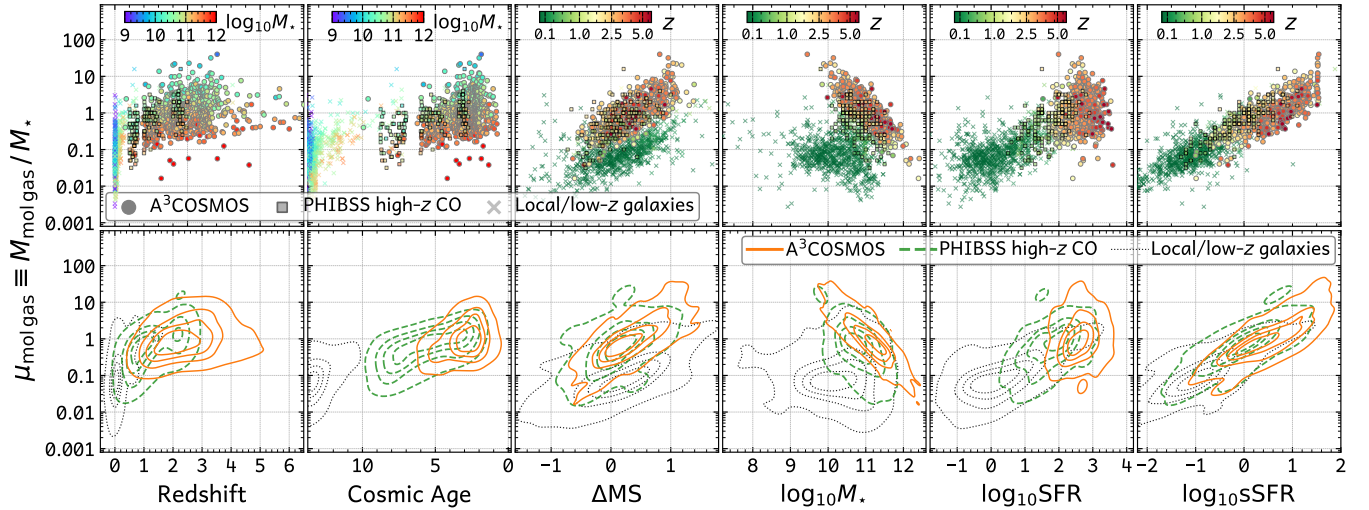 log₁₀M⋆ log₁₀M⋆ z z z z
9 10 11 12 9 10 11 12 0.1 1.0 2.5 5.0 0.1 1.0 2.5 5.0 0.1 1.0 2.5 5.0 0.1 1.0 2.5 5.0
100
10
1
0.1
0.01
0.001
A³COSMOS PHIBSS high-z CO Local/low-z galaxies
μmol gas ≡ Mmol gas / M⋆
A³COSMOS PHIBSS high-z CO Local/low-z galaxies
100
10
1
0.1
0.01
0.001
0 1 2 3 4 5 6 10 5 0 −1 0 1 8 9 10 11 12 0 1 2 3 4 −2 −1 0 1 2
Redshift Cosmic Age ΔMS log₁₀M⋆ log₁₀SFR log₁₀sSFR